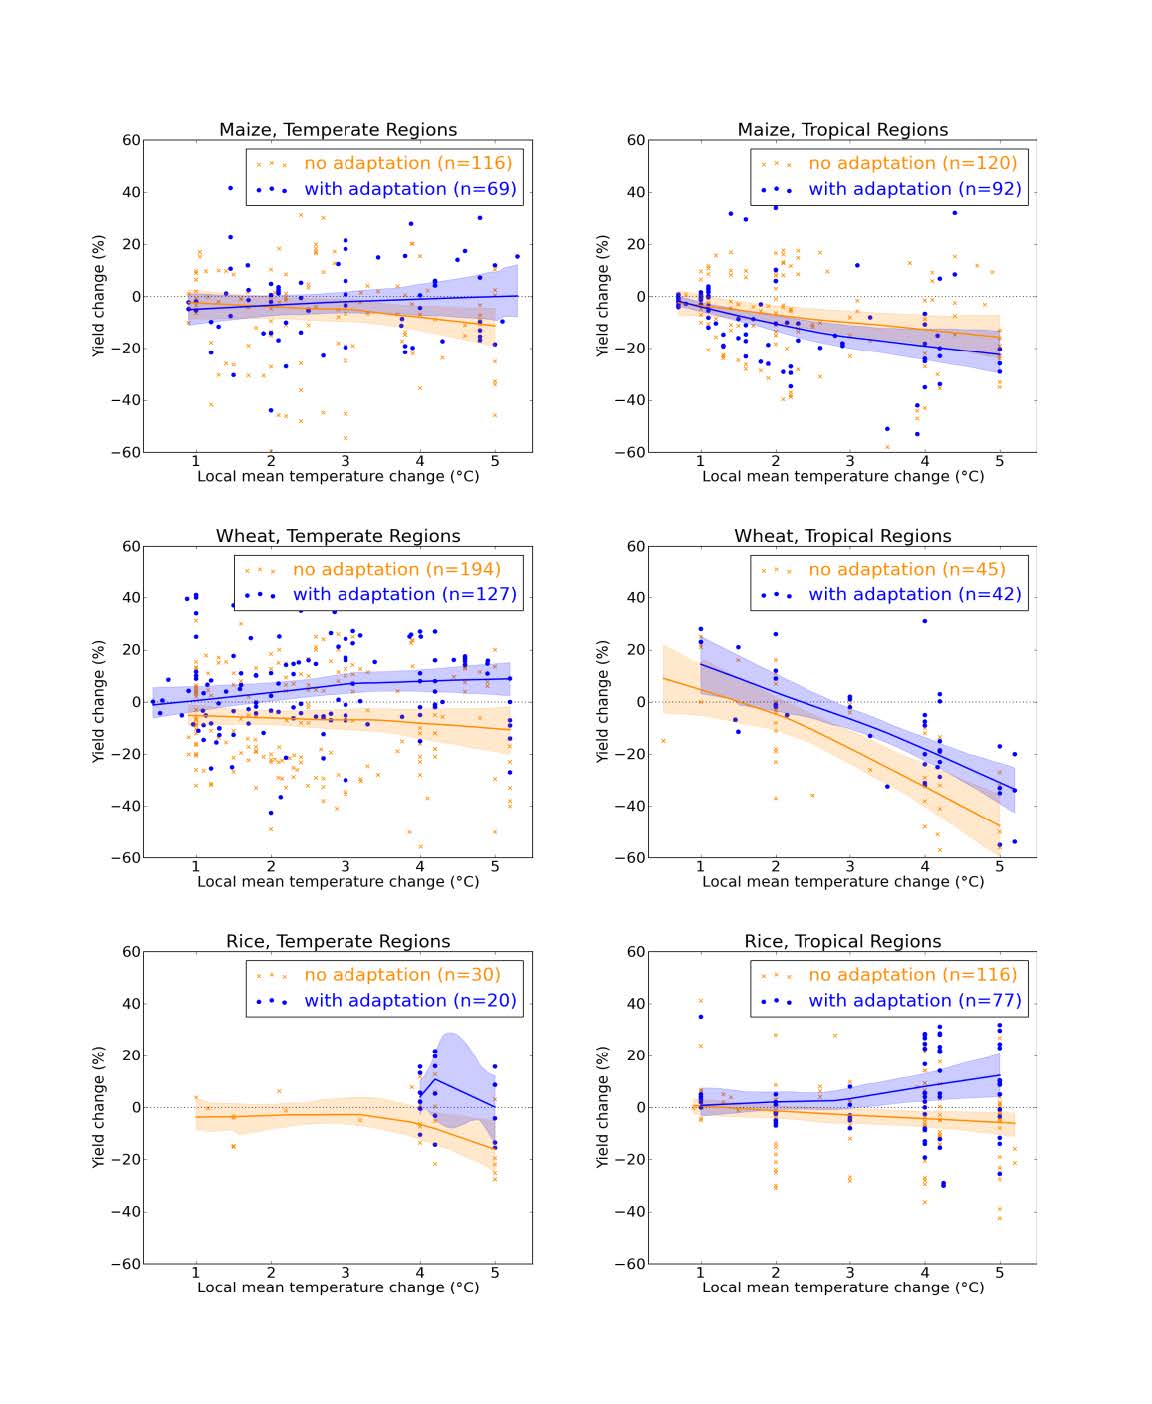 Maize, Temperate Regions
no adaptation (n=116)
with adaptation (n=69)
60
40
20
0
−20
−40
−60
Yield change (%)
1 2 3 4 5
Local mean temperature change (°C)
Maize, Tropical Regions
no adaptation (n=120)
with adaptation (n=92)
60
40
20
0
−20
−40
−60
Yield change (%)
1 2 3 4 5
Local mean temperature change (°C)
Wheat, Temperate Regions
no adaptation (n=194)
with adaptation (n=127)
60
40
20
0
−20
−40
−60
Yield change (%)
1 2 3 4 5
Local mean temperature change (°C)
Wheat, Tropical Regions
no adaptation (n=45)
with adaptation (n=42)
60
40
20
0
−20
−40
−60
Yield change (%)
1 2 3 4 5
Local mean temperature change (°C)
Rice, Temperate Regions
no adaptation (n=30)
with adaptation (n=20)
60
40
20
0
−20
−40
−60
Yield change (%)
1 2 3 4 5
Local mean temperature change (°C)
Rice, Tropical Regions
no adaptation (n=116)
with adaptation (n=77)
60
40
20
0
−20
−40
−60
Yield change (%)
1 2 3 4 5
Local mean temperature change (°C)